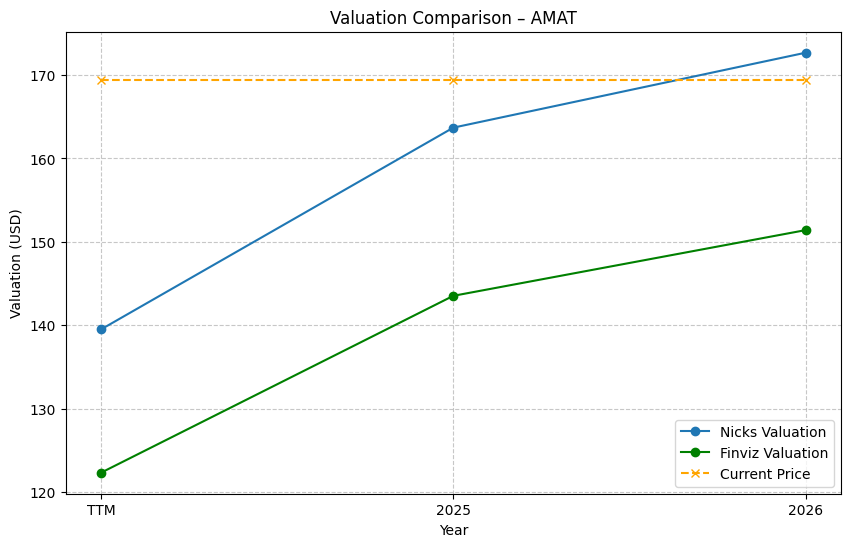 Valuation Comparison – AMAT
Valuation (USD)
170
160
150
140
130
120
TTM
2025
2026
Year
Nicks Valuation
Finviz Valuation
Current Price